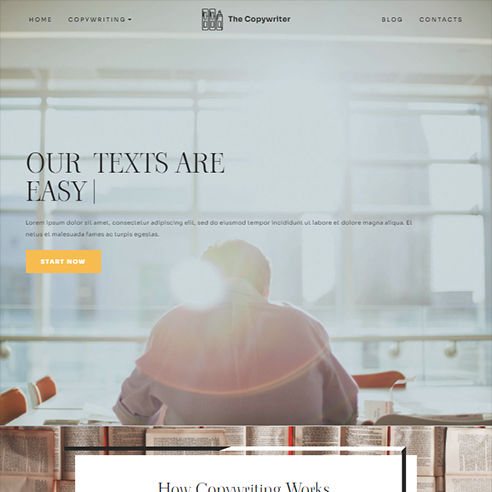 HOME
COPYWRITING
The Copywriter
BLOG
CONTACTS
OUR TEXTS ARE
EASY|
Lorem ipsum dolor sit amet, consectetur adipiscing elit, sed do eiusmod tempor incididunt ut labore et dolore magna aliqua. Et
netus et malesuada fames ac turpis egestas.
START NOW
How Copywriting Works